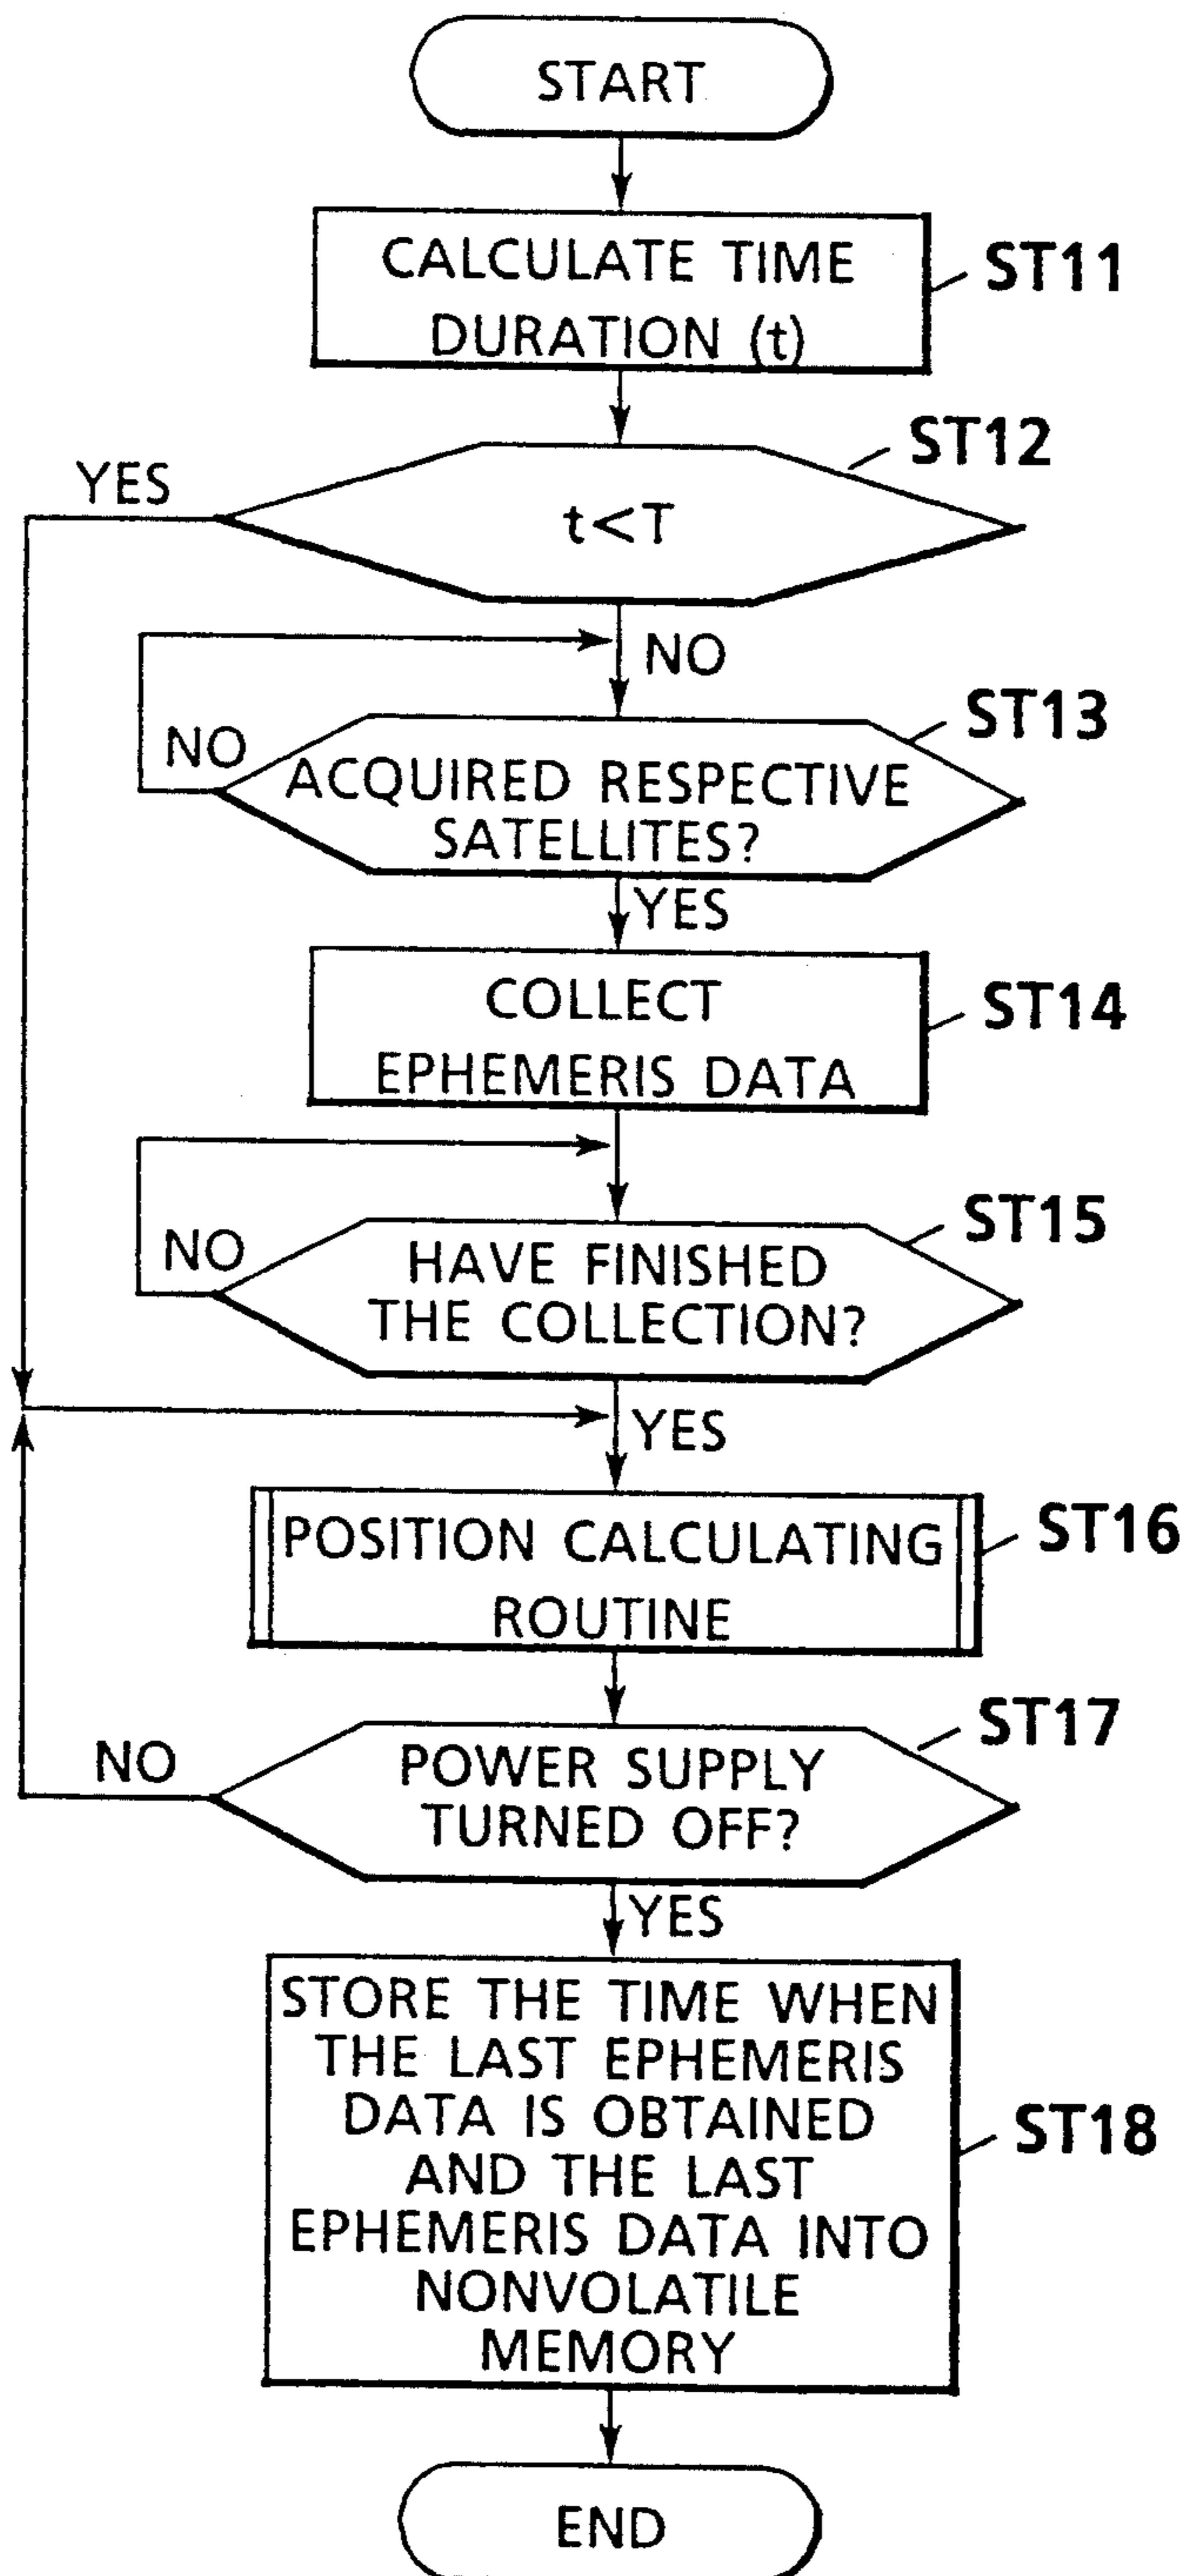 START
CALCULATE TIME
DURATION (t)
ST11
ST12
YES
t<T
NO
ST13
NO
ACQUIRED RESPECTIVE
SATELLITES?
YES
COLLECT
EPHEMERIS DATA
ST14
ST15
NO
HAVE FINISHED
THE COLLECTION?
YES
POSITION CALCULATING
ROUTINE
ST16
ST17
NO
POWER SUPPLY
TURNED OFF?
YES
STORE THE TIME WHEN
THE LAST EPHEMERIS
DATA IS OBTAINED
AND THE LAST
EPHEMERIS DATA INTO
NONVOLATILE
MEMORY
ST18
END